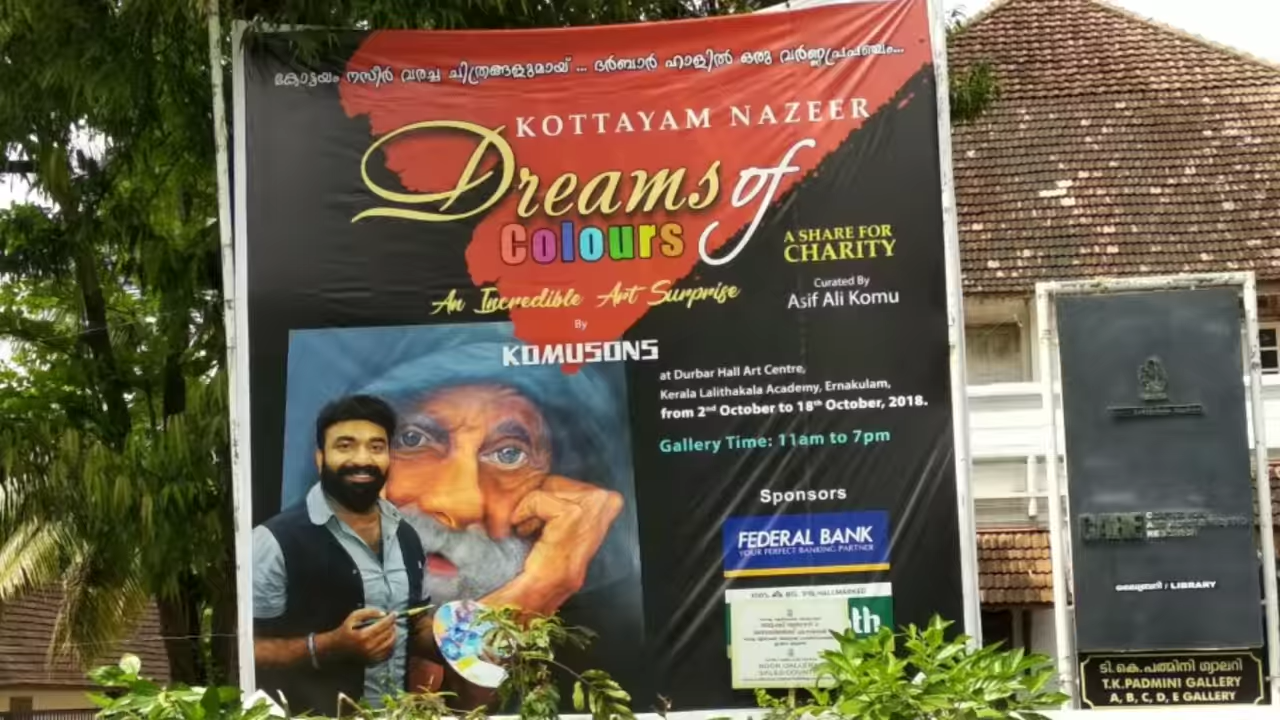 കോട്ടയം നസീർ വരച്ച ചിത്രങ്ങളുമായ് ... ദർബാർ ഹാളിൽ ഒരു വർണ്ണപ്രപഞ്ചം...
KOTTAYAM NAZEER
Dreams of
Colours
A SHARE FOR
CHARITY
An Incredible Art Surprise
Curated By
Asif Ali Komu
By
KOMUSONS
at Durbar Hall Art Centre,
Kerala Lalithakala Academy, Ernakulam,
from 2nd October to 18th October, 2018.
Gallery Time: 11am to 7pm
Sponsors
FEDERAL BANK
YOUR PERFECT BANKING PARTNER
HALLMARKED
th
ലൈബ്രറി / LIBRARY
ടി.കെ.പത്മിനി ഗ്യാലറി
T.K.PADMINI GALLERY
A, B, C, D, E GALLERY